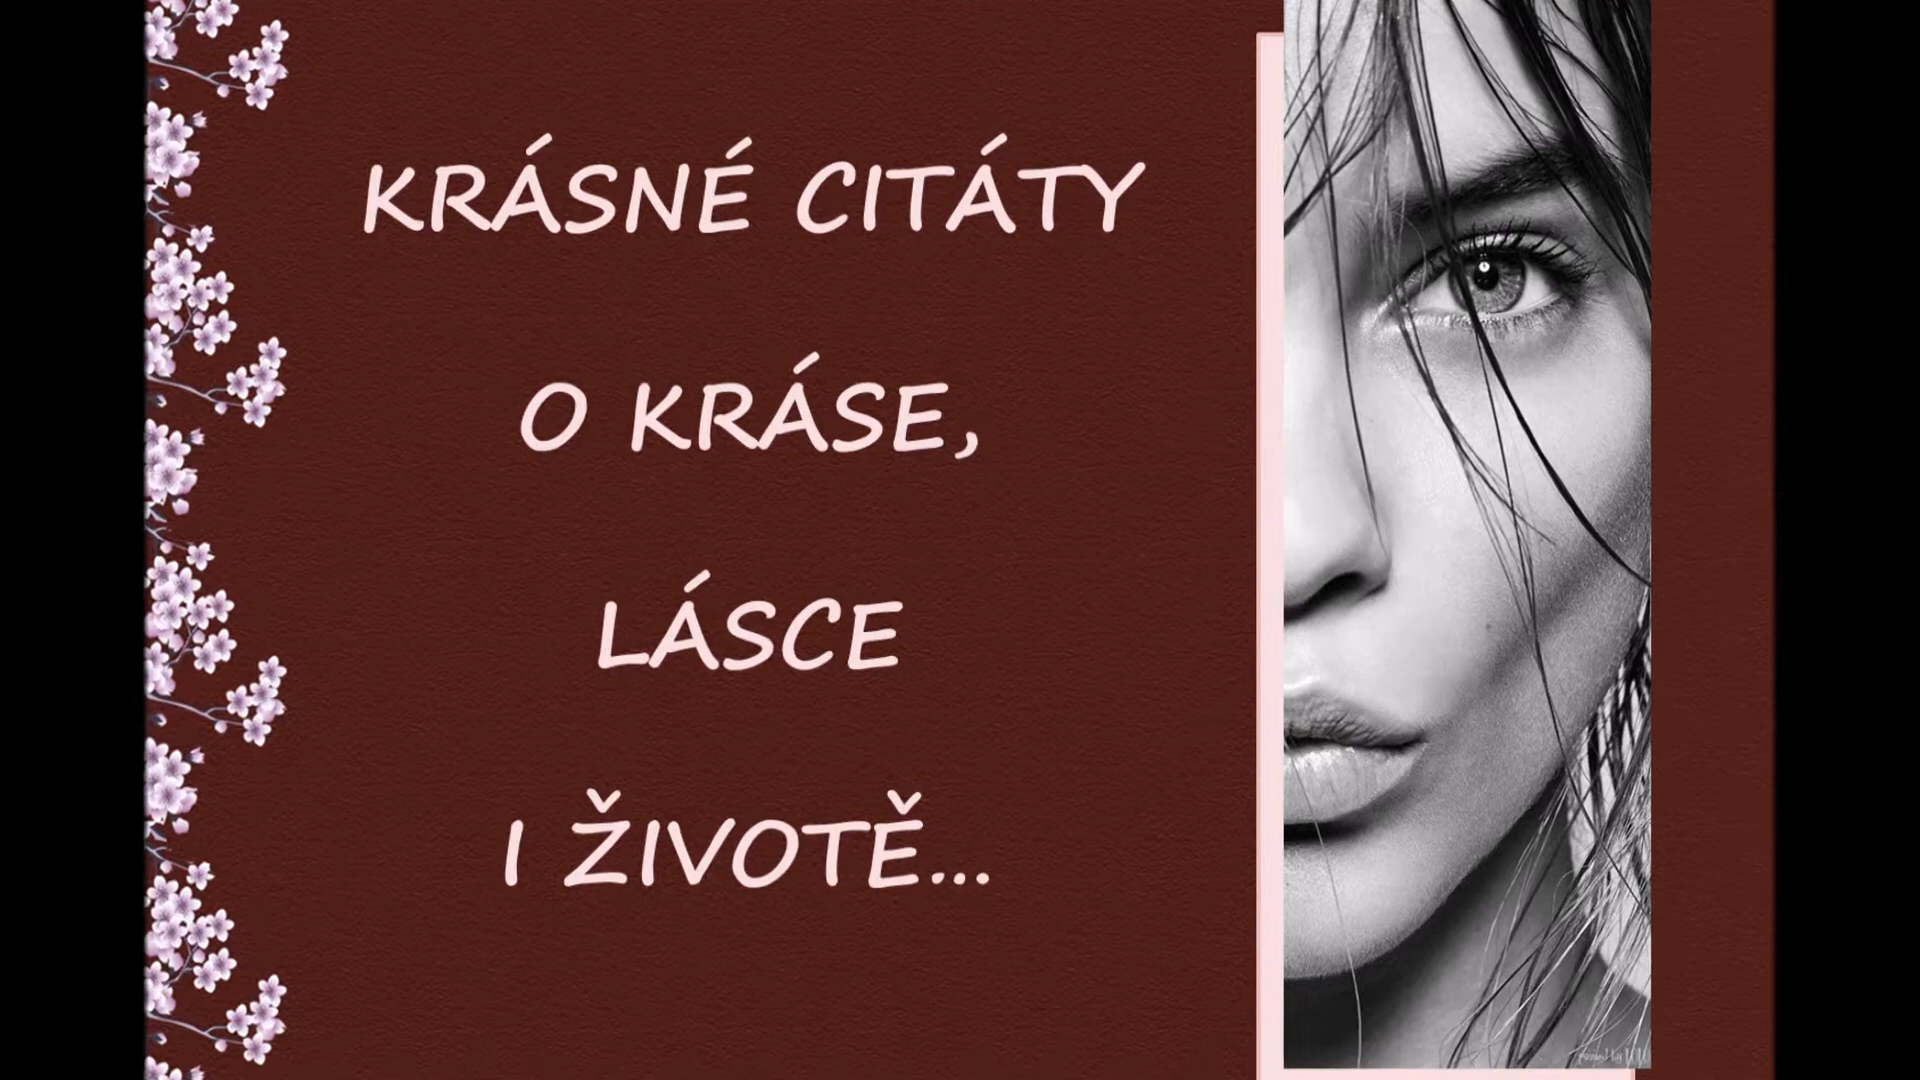 KRÁSNÉ CITÁTY
O KRÁSE,
LÁSCE
I ŽIVOTĚ...